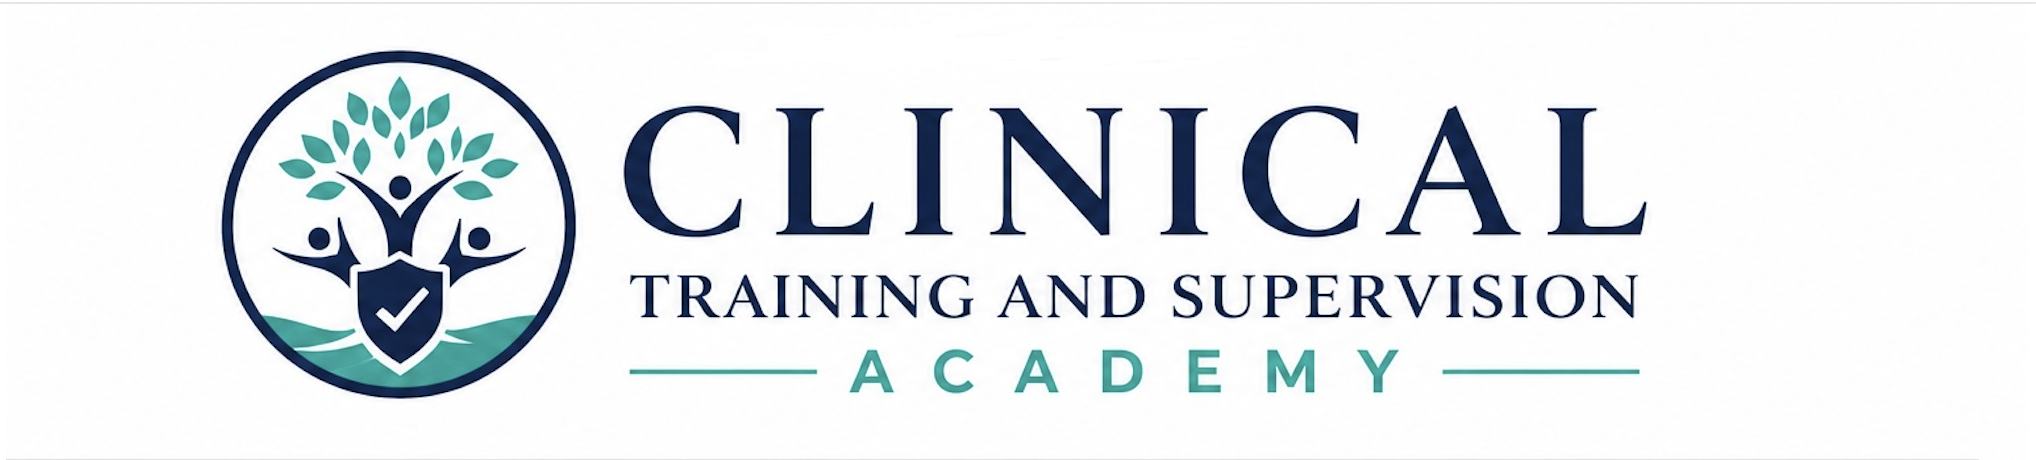 CLINICAL
TRAINING AND SUPERVISION
ACADEMY